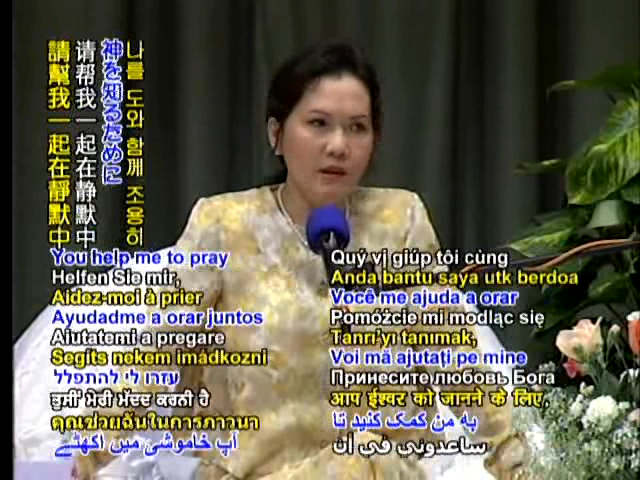 나를 도와 함께 조용히
神を知るために
请帮我一起在静默中
請幫我一起在靜默中
You help me to pray
Helfen Sie mir,
Aidez-moi à prier
Ayudadme a orar juntos
Aiutatemi a pregare
Segíts nekem imádkozni
עזרו לי להתפלל
ਤੁਸੀਂ ਮੇਰੀ ਮੱਦਦ ਕਰਨੀ ਹੈ
คุณช่วยฉันในการภาวนา
آپ خاموشی میں اکھٹے
Quý vị giúp tôi cùng
Anda bantu saya utk berdoa
Você me ajuda a orar
Pomóżcie mi modląc się
Tanrı'yı tanımak,
Voi mă ajutaţi pe mine
Принесите любовь Бога
आप ईश्वर को जानने के लिए,
به من کمک کنید تا
ساعدوني في أن